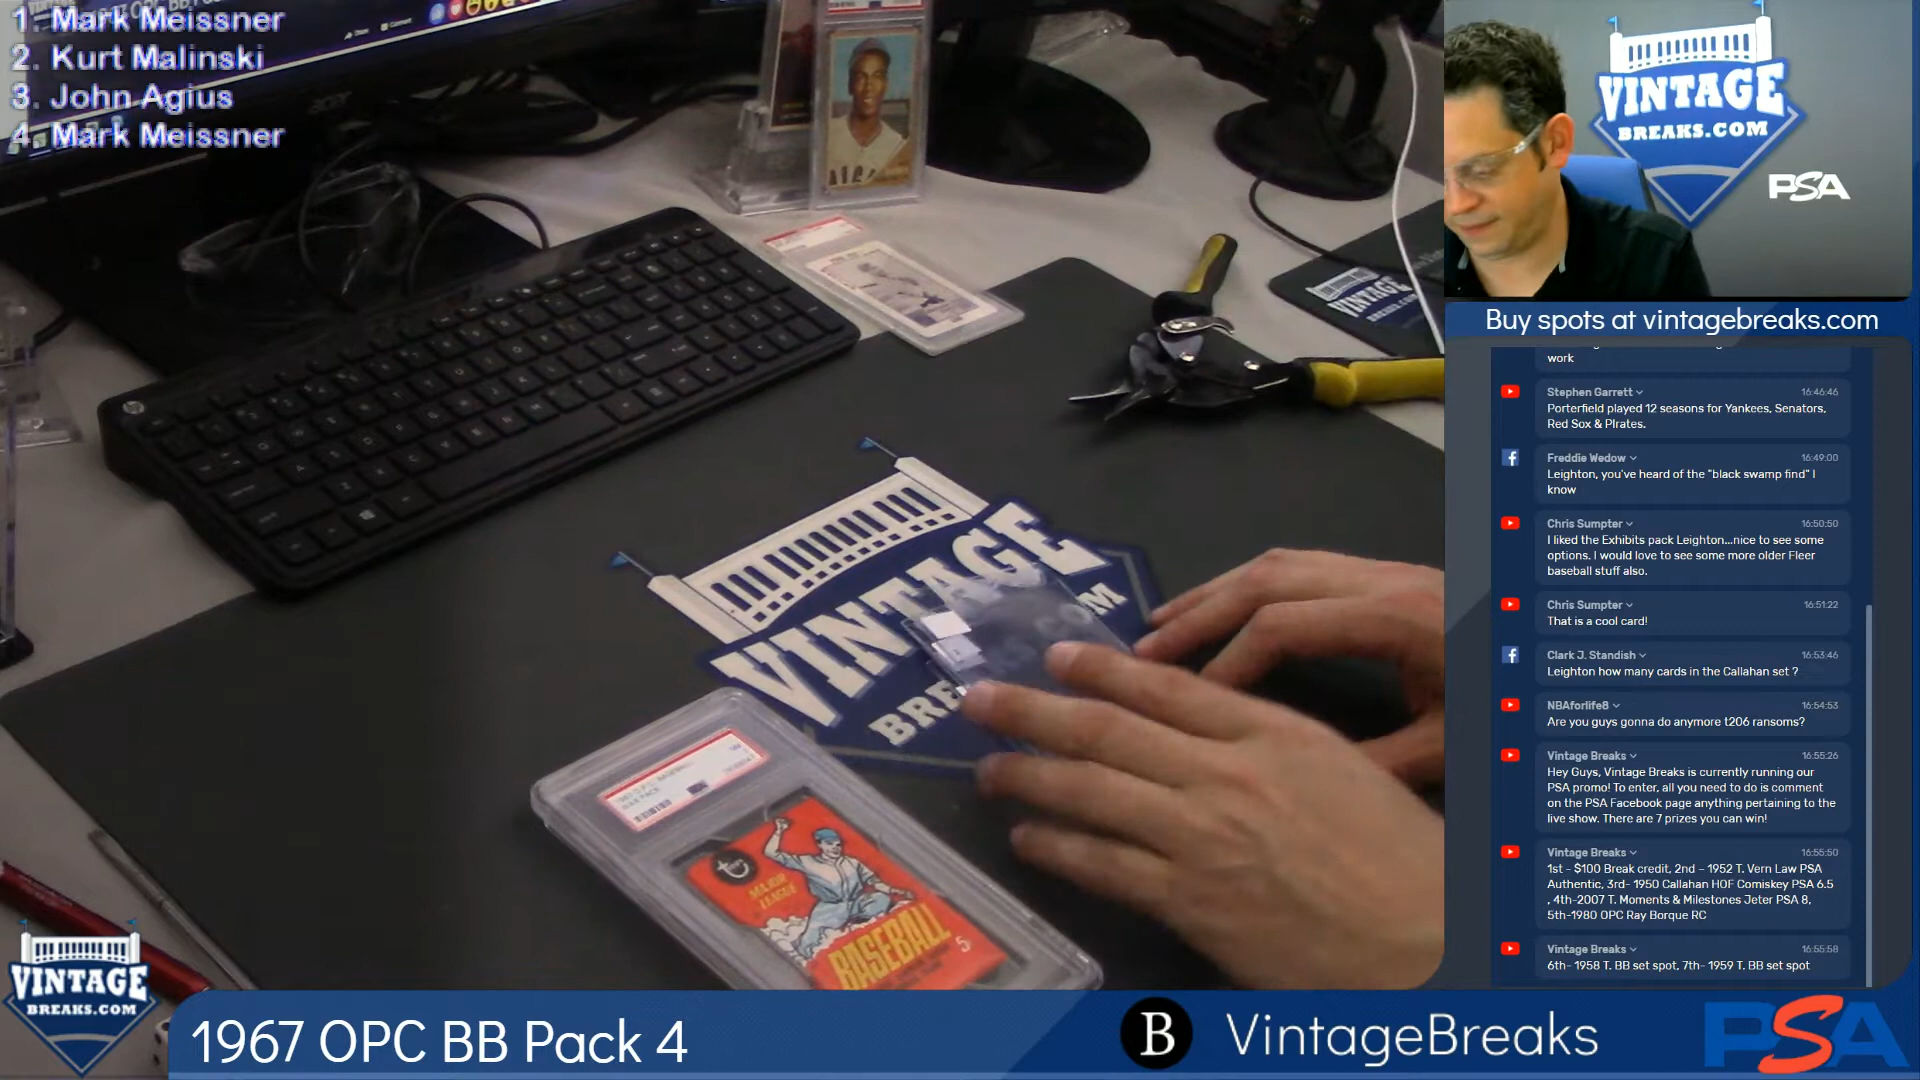 1. Mark Meissner
2. Kurt Malinski
3. John Agius
4. Mark Meissner
acer
VINTAGE
BREAKS.COM
PSA
Buy spots at vintagebreaks.com
work
Stephen Garrett 16:46:46
Porterfield played 12 seasons for Yankees, Senators,
Red Sox & PIrates.
Freddie Wedow 16:49:00
Leighton, you've heard of the "black swamp find" I
know
Chris Sumpter 16:50:50
I liked the Exhibits pack Leighton...nice to see some
options. I would love to see some more older Fleer
baseball stuff also.
Chris Sumpter 16:51:22
That is a cool card!
Clark J. Standish 16:53:46
Leighton how many cards in the Callahan set ?
NBAforlife8 16:54:53
Are you guys gonna do anymore t206 ransoms?
Vintage Breaks 16:55:26
Hey Guys, Vintage Breaks is currently running our
PSA promo! To enter, all you need to do is comment
on the PSA Facebook page anything pertaining to the
live show. There are 7 prizes you can win!
Vintage Breaks 16:55:50
1st - $100 Break credit, 2nd - 1952 T. Vern Law PSA
Authentic, 3rd- 1950 Callahan HOF Comiskey PSA 6.5
, 4th-2007 T. Moments & Milestones Jeter PSA 8,
5th-1980 OPC Ray Borque RC
Vintage Breaks 16:55:58
6th- 1958 T. BB set spot, 7th- 1959 T. BB set spot
VINTAGE
VINTAGE
MAJOR
LEAGUE
BASEBALL
5
VINTAGE
BREAKS.COM
1967 OPC BB Pack 4
B VintageBreaks
PSA